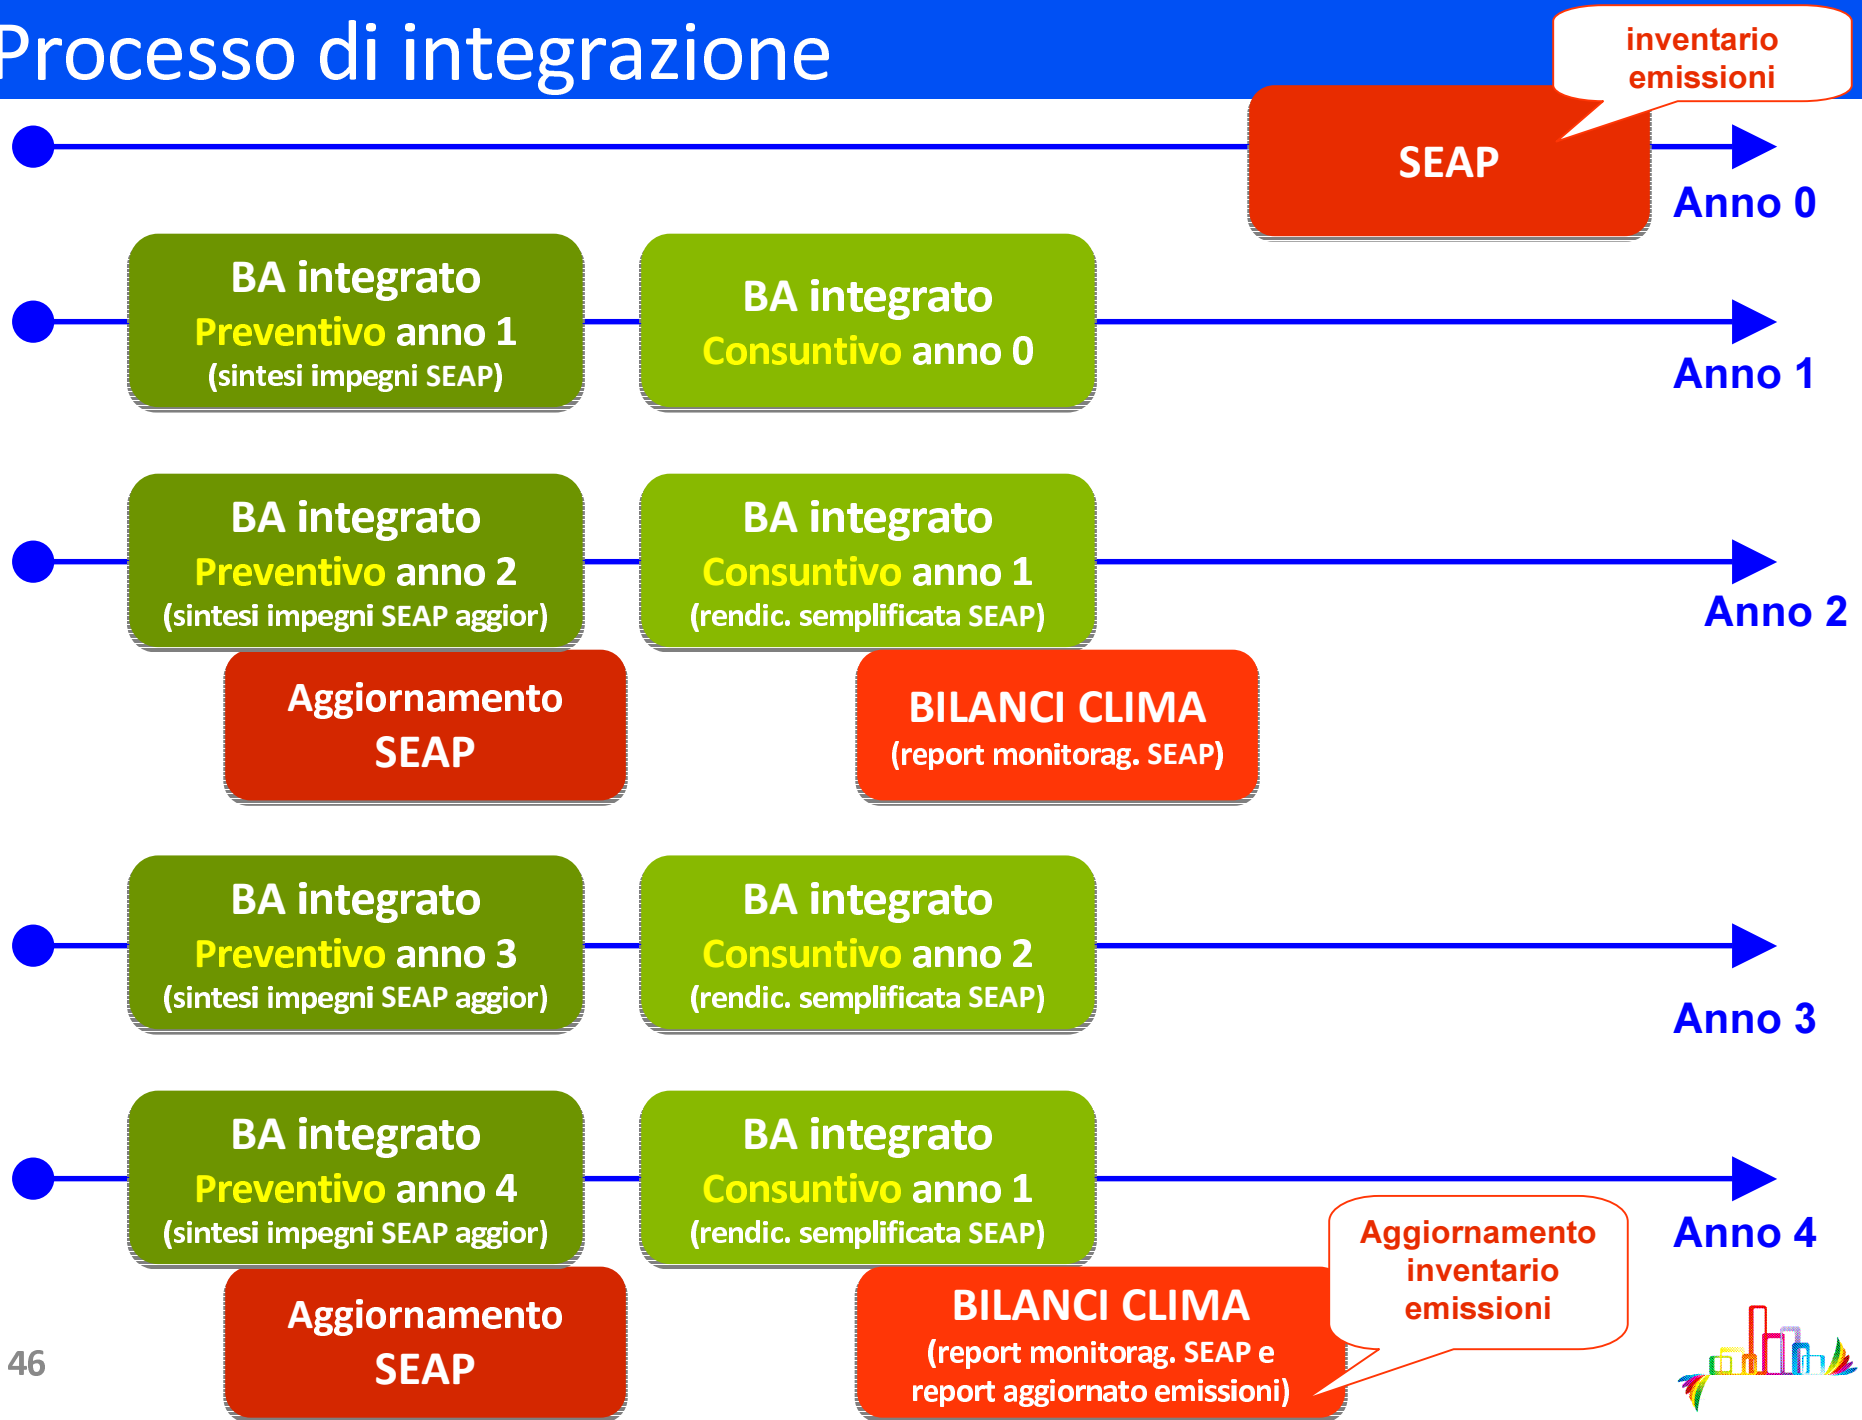 Processo di integrazione
inventario
emissioni
SEAP
Anno 0
BA integrato
Preventivo anno 1
(sintesi impegni SEAP)
BA integrato
Consuntivo anno 0
Anno 1
BA integrato
Preventivo anno 2
(sintesi impegni SEAP aggior)
BA integrato
Consuntivo anno 1
(rendic. semplificata SEAP)
Anno 2
Aggiornamento
SEAP
BILANCI CLIMA
(report monitorag. SEAP)
BA integrato
Preventivo anno 3
(sintesi impegni SEAP aggior)
BA integrato
Consuntivo anno 2
(rendic. semplificata SEAP)
Anno 3
BA integrato
Preventivo anno 4
(sintesi impegni SEAP aggior)
BA integrato
Consuntivo anno 1
(rendic. semplificata SEAP)
Anno 4
Aggiornamento
inventario
emissioni
Aggiornamento
SEAP
BILANCI CLIMA
(report monitorag. SEAP e
report aggiornato emissioni)
46